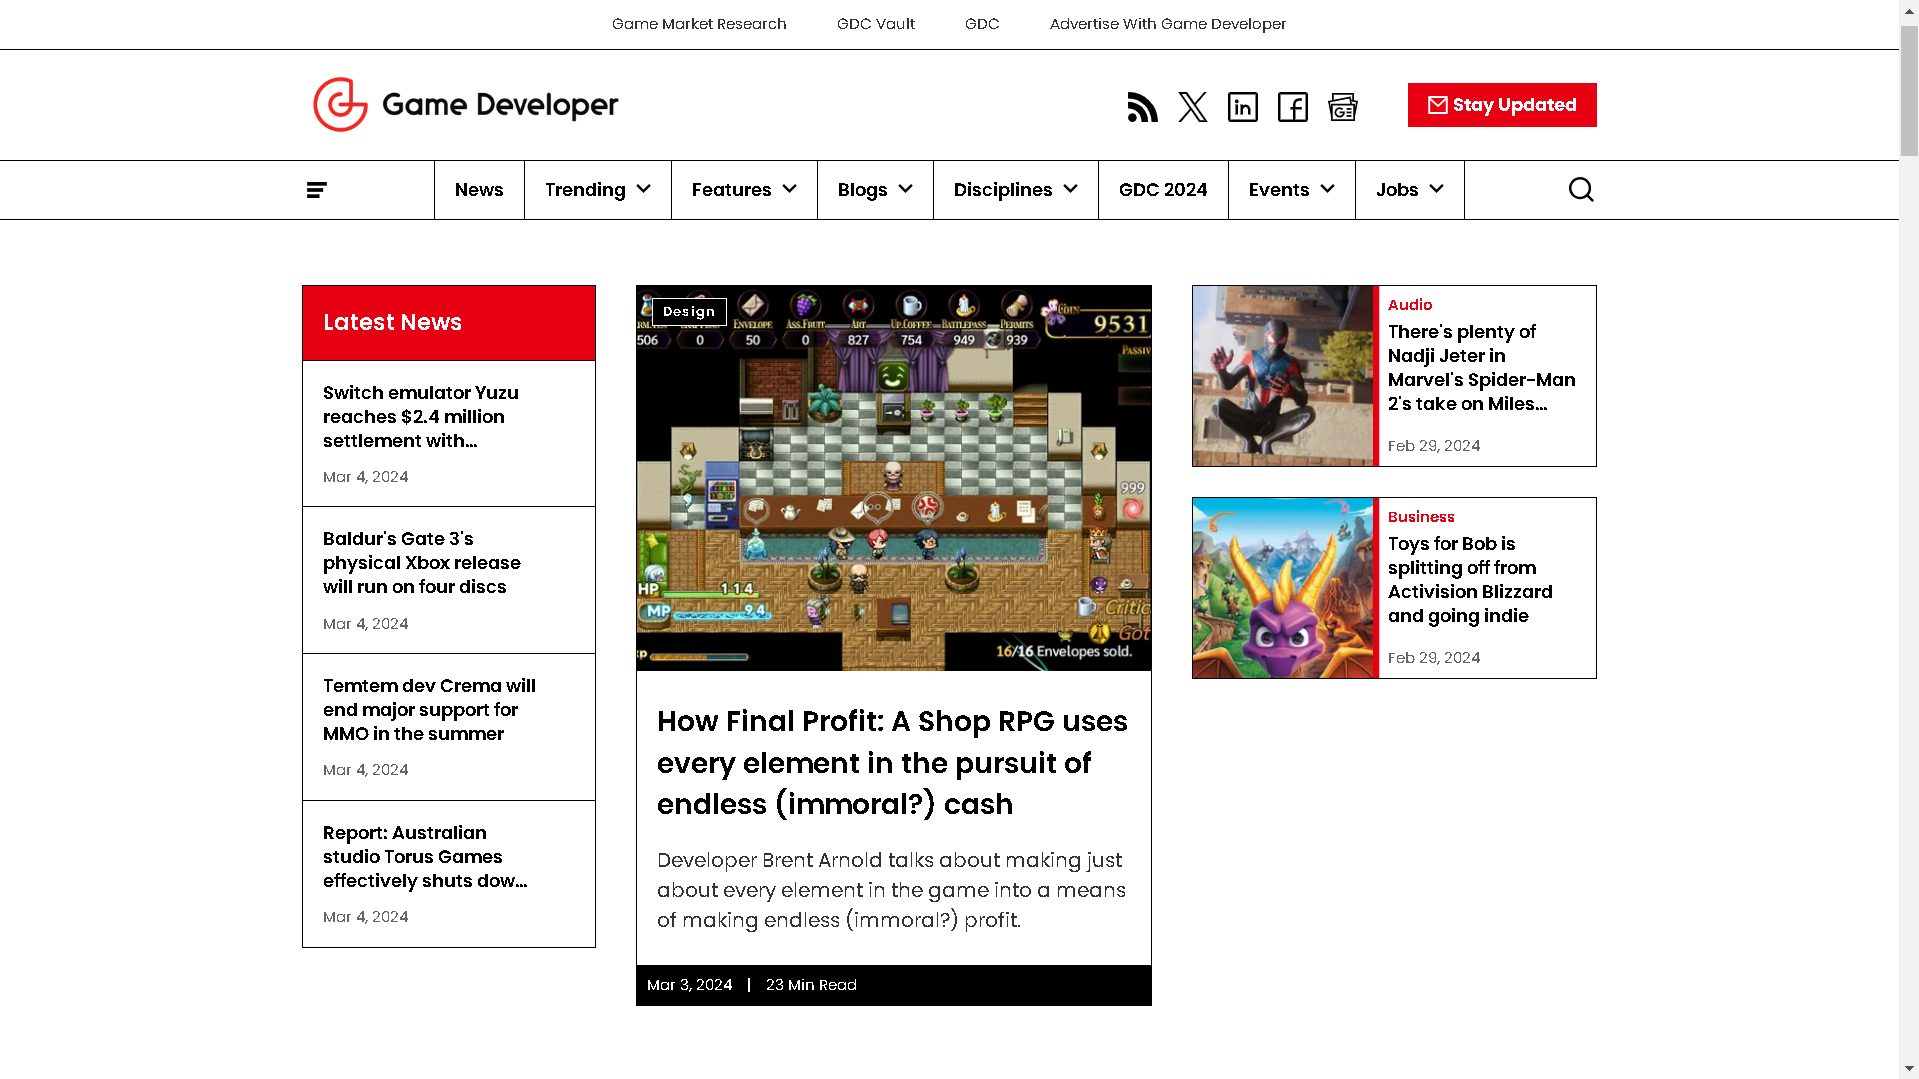 Game Market Research
GDC Vault
GDC
Advertise With Game Developer
Game Developer
Stay Updated
News
Trending
Features
Blogs
Disciplines
GDC 2024
Events
Jobs
Latest News
Switch emulator Yuzu
reaches $2.4 million
settlement with...
Mar 4, 2024
Baldur's Gate 3's
physical Xbox release
will run on four discs
Mar 4, 2024
Temtem dev Crema will
end major support for
MMO in the summer
Mar 4, 2024
Report: Australian
studio Torus Games
effectively shuts dow...
Mar 4, 2024
Design
ENVELOPE
ASS.FRUIT
ART
UP.COFFEE
BATTLEPASS
PERMITS
COIN
9531
506
0
50
0
827
754
949
939
PASSIV
999
HP
114
MP
94
Critic
Got
16/16 Envelopes sold.
How Final Profit: A Shop RPG uses
every element in the pursuit of
endless (immoral?) cash
Developer Brent Arnold talks about making just
about every element in the game into a means
of making endless (immoral?) profit.
Mar 3, 2024 | 23 Min Read
Audio
There's plenty of
Nadji Jeter in
Marvel's Spider-Man
2's take on Miles...
Feb 29, 2024
Business
Toys for Bob is
splitting off from
Activision Blizzard
and going indie
Feb 29, 2024